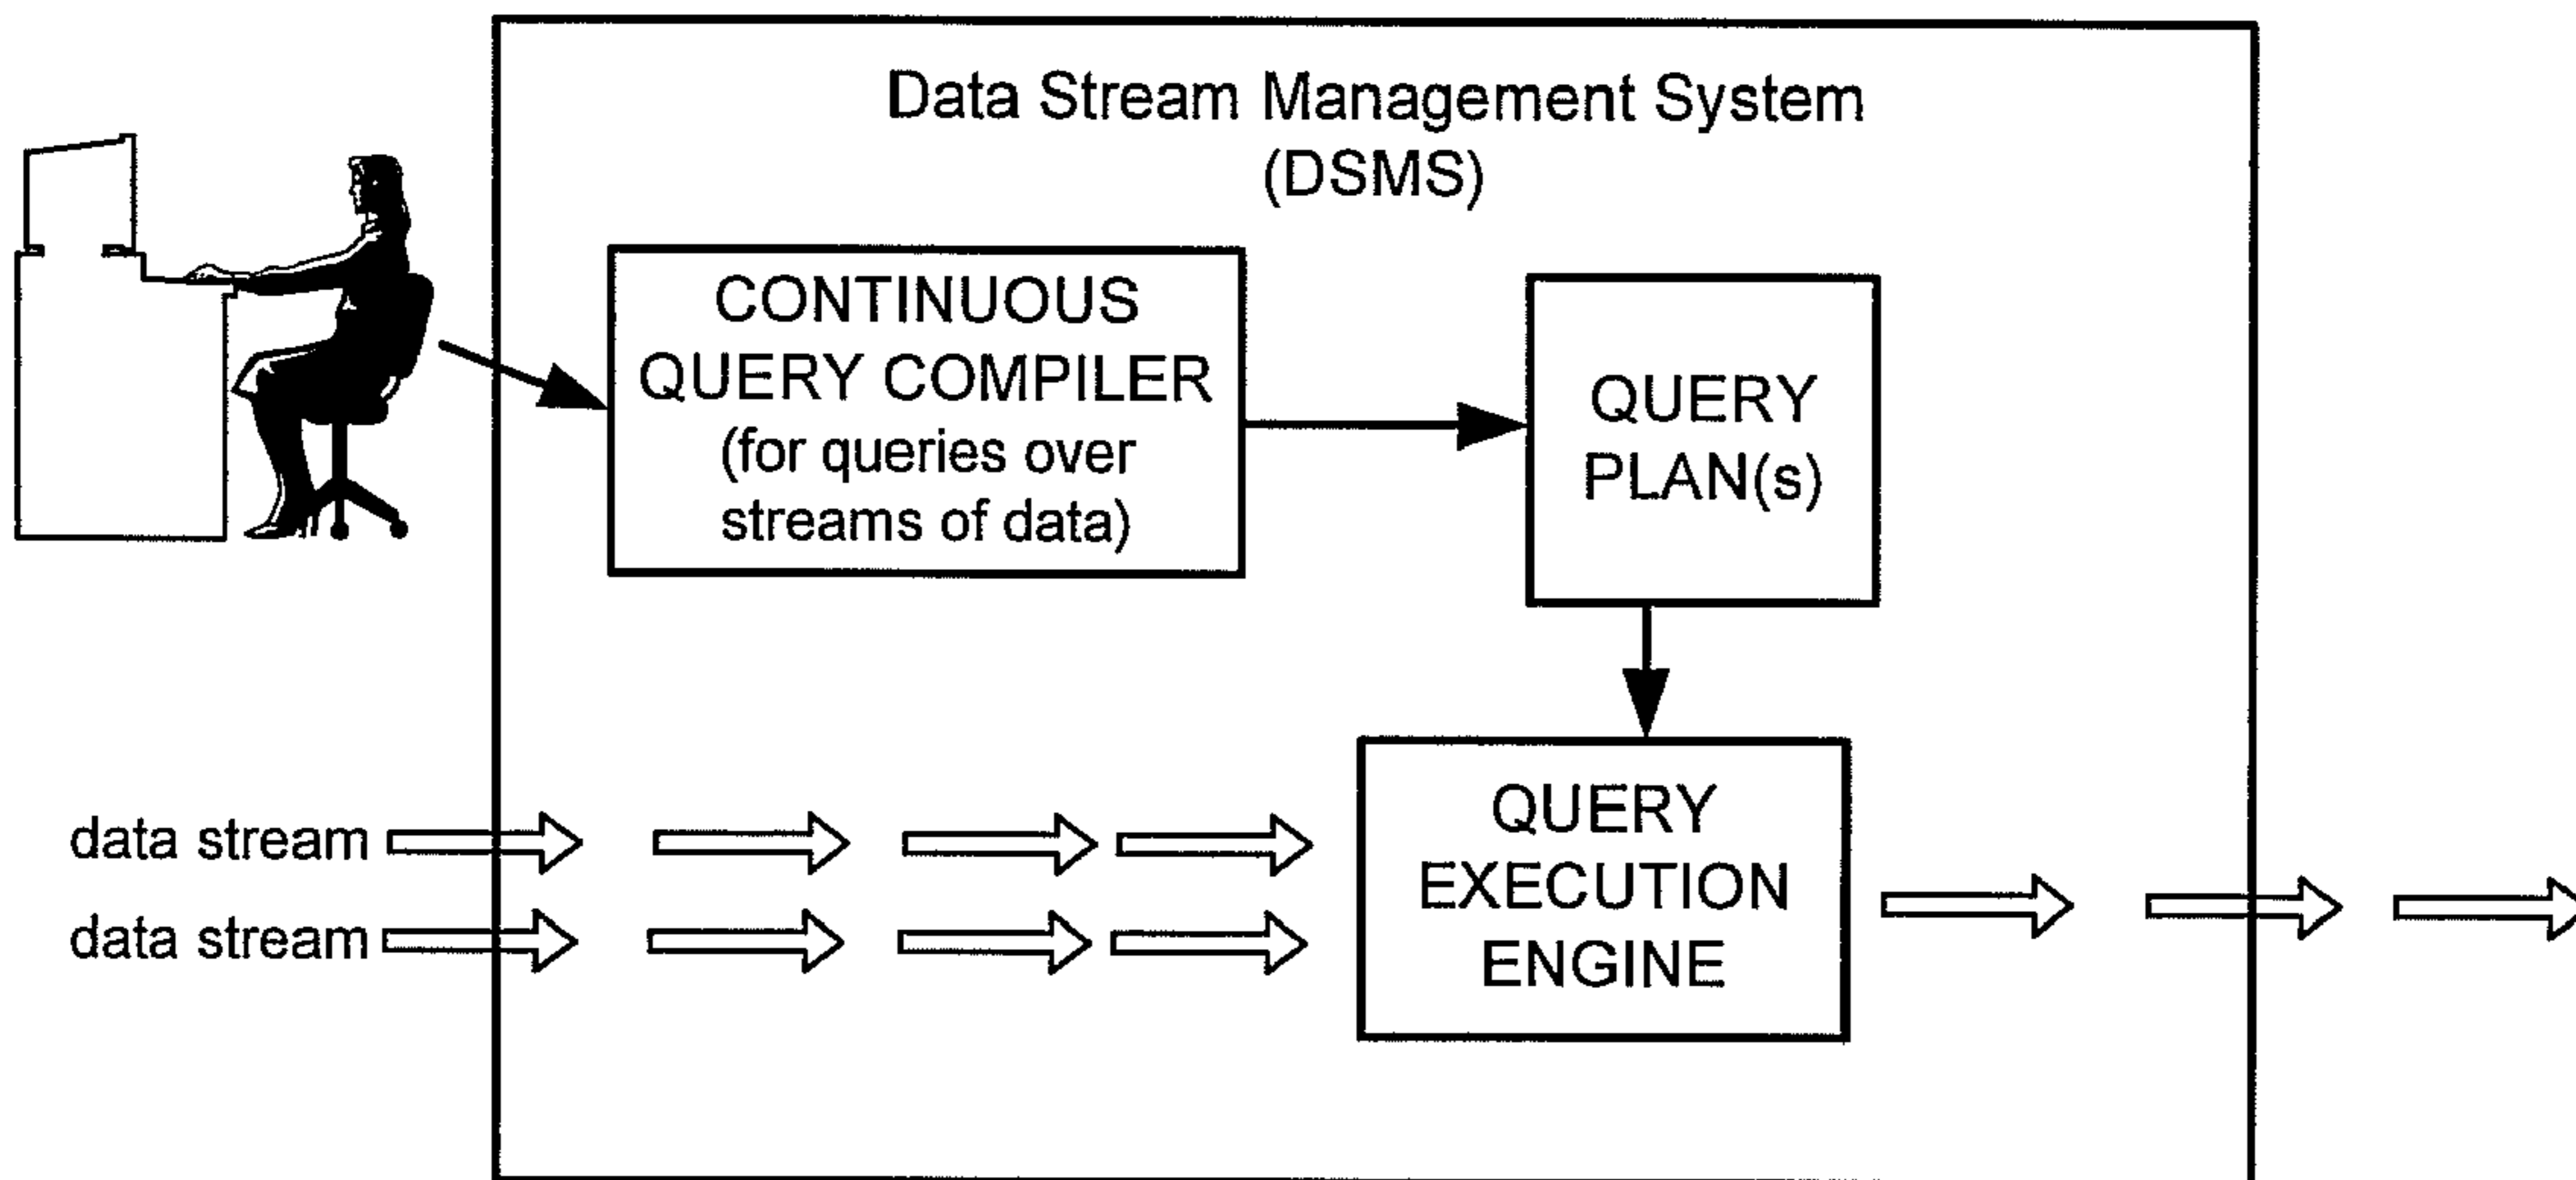 Data Stream Management System
(DSMS)
CONTINUOUS
QUERY COMPILER
(for queries over
streams of data)
QUERY
PLAN(s)
QUERY
EXECUTION
ENGINE
data stream
data stream